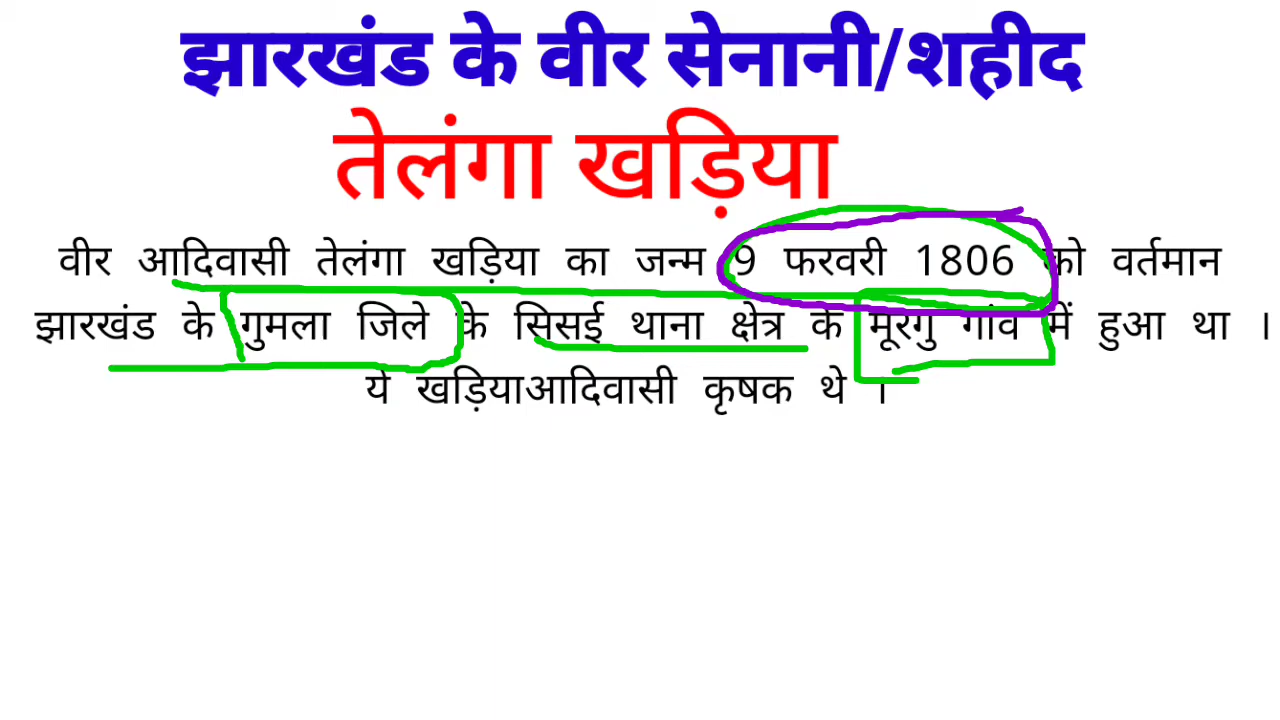 झारखंड के वीर सेनानी/शहीद
तेलंगा खड़िया
वीर आदिवासी तेलंगा खड़िया का जन्म 9 फरवरी 1806 को वर्तमान
झारखंड के गुमला जिले के सिसई थाना क्षेत्र के मूरगु गांव में हुआ था ।
ये खड़ियाआदिवासी कृषक थे ।